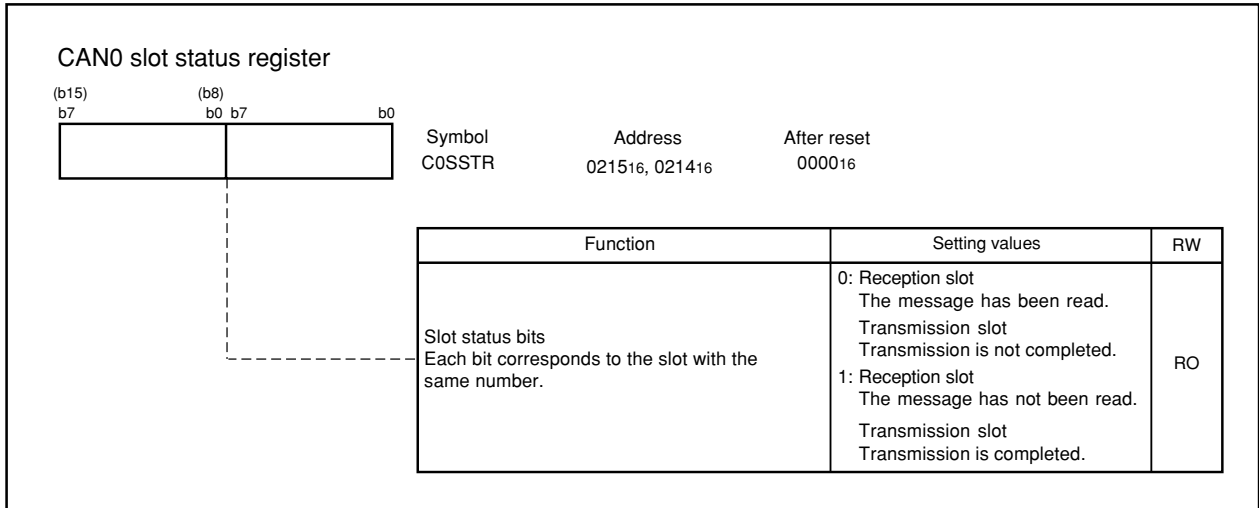 CAN0 slot status register
(b15) (b8)
b7 b0 b7 b0
Symbol Address After reset
C0SSTR 021516, 021416 000016
Function Setting values RW
Slot status bits
Each bit corresponds to the slot with the
same number.
0: Reception slot
The message has been read.
Transmission slot
Transmission is not completed.
1: Reception slot
The message has not been read.
Transmission slot
Transmission is completed.
RO